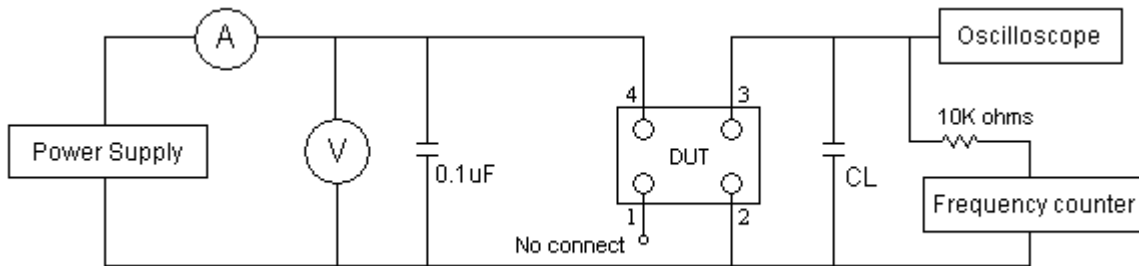 A
Oscilloscope
4
3
10K ohms
Power Supply
V
0.1uF
DUT
CL
Frequency counter
1
2
No connect